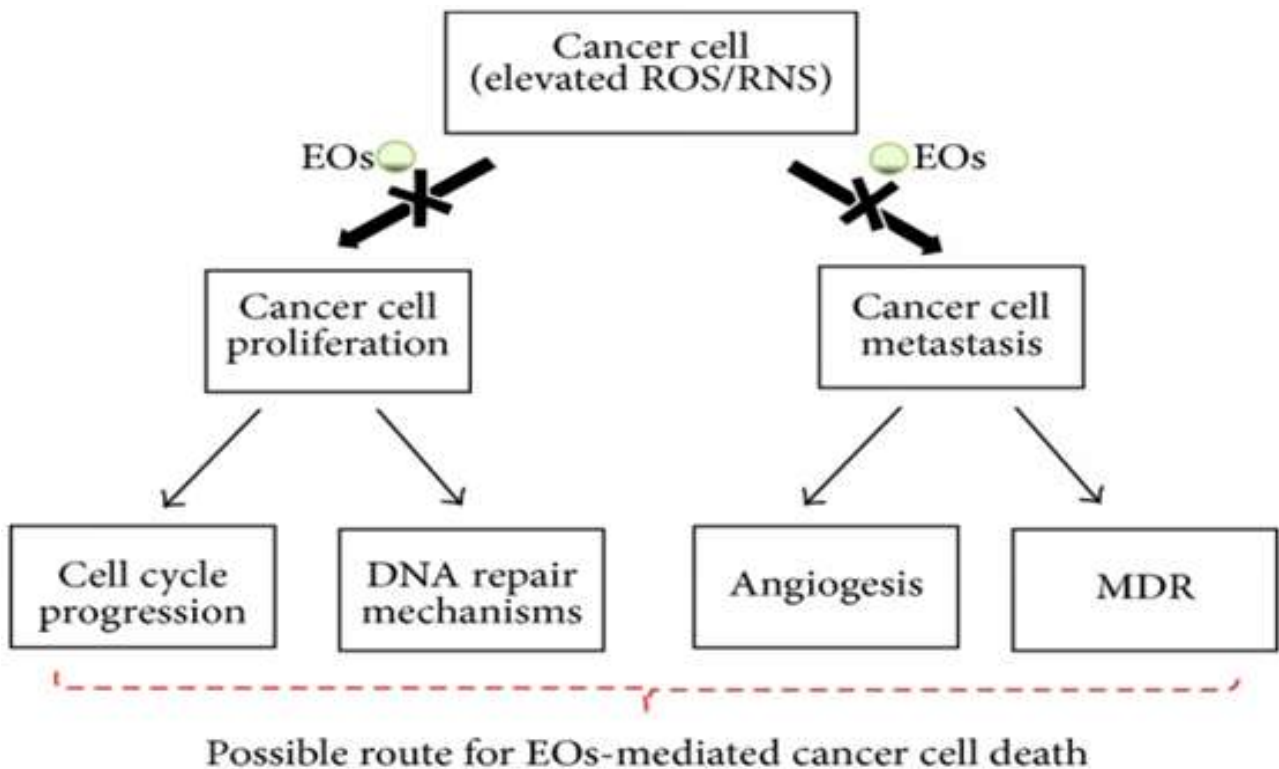 Cancer cell
(elevated ROS/RNS)
EOs
EOs
Cancer cell
proliferation
Cancer cell
metastasis
Cell cycle
progression
DNA repair
mechanisms
Angiogesis
MDR
Possible route for EOs-mediated cancer cell death